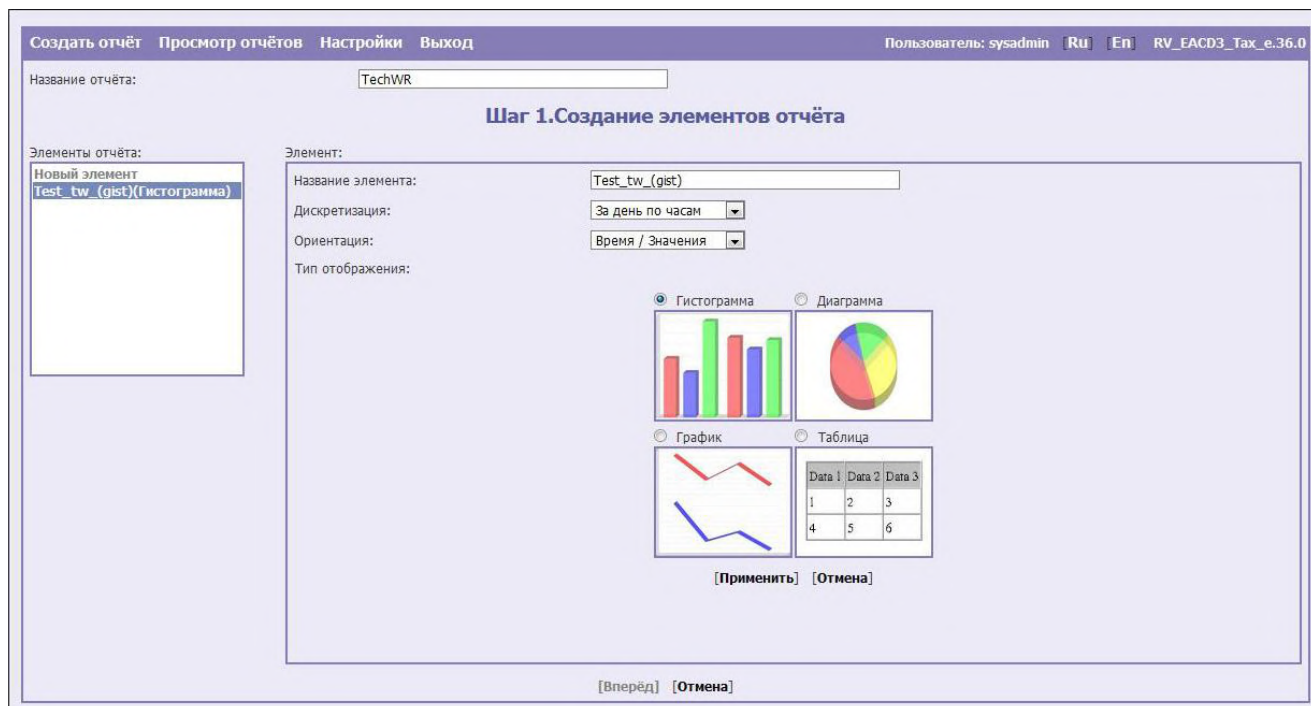 Создать отчёт Просмотр отчётов Настройки Выход Пользователь: sysadmin [Ru] [En] RV_EACD3_Tax_e.36.0
Название отчёта: TechWR
Шаг 1.Создание элементов отчёта
Элементы отчёта: Элемент:
Новый элемент
Test_tw_(gist)(Гистограмма)
Название элемента: Test_tw_(gist)
Дискретизация: За день по часам
Ориентация: Время / Значения
Тип отображения:
Гистограмма Диаграмма
График Таблица
Data 1 Data 2 Data 3
1 2 3
4 5 6
[Применить] [Отмена]
[Вперёд] [Отмена]